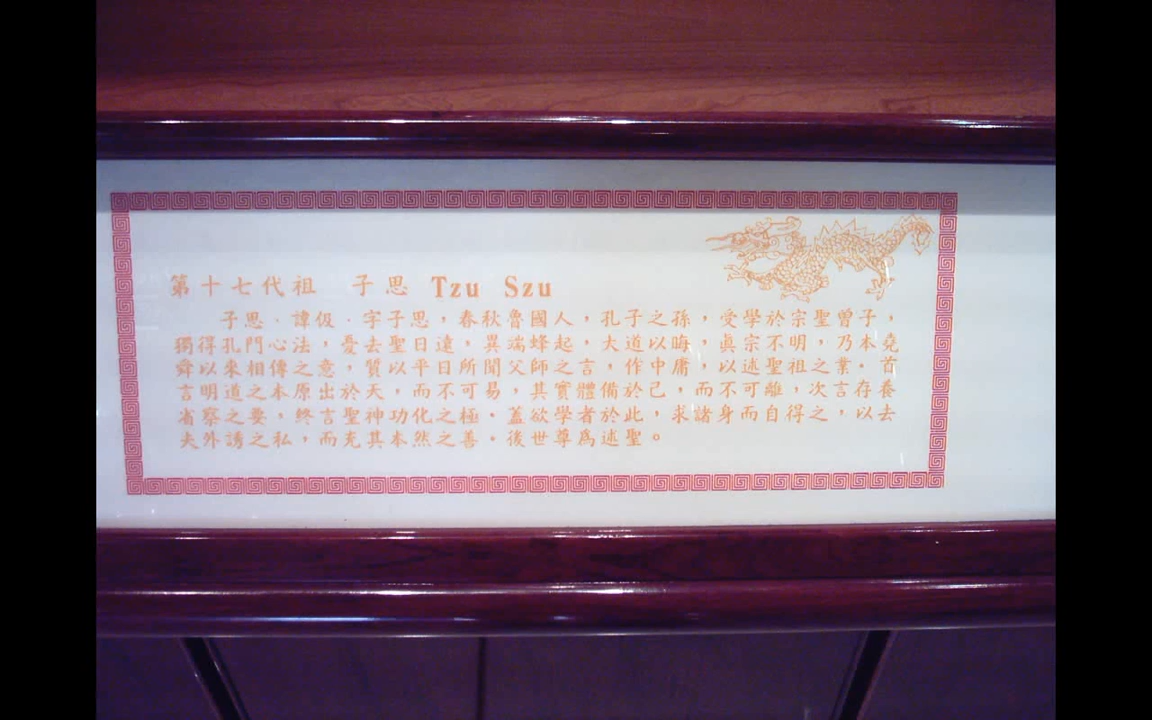 第十七代祖　子思 Tzu Szu
子思．諱伋．字子思，春秋魯國人，孔子之孫，受學於宗聖曾子，
獨得孔門心法，憂去聖日遠，異端蜂起，大道以晦，眞宗不明，乃本堯
舜以來相傳之意，質以平日所聞父師之言，作中庸，以述聖祖之業．首
言明道之本原出於天，而不可易，其實體備於己，而不可離，次言存養
省察之要，終言聖神功化之極．蓋欲學者於此，求諸身而自得之，以去
夫外誘之私，而充其本然之善．後世尊爲述聖。